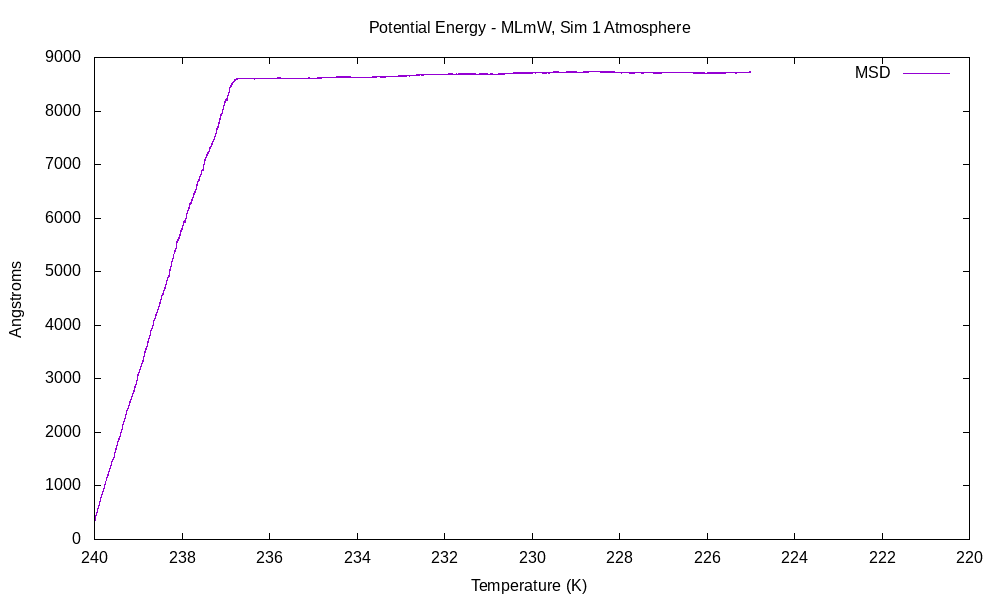 Potential Energy - MLmW, Sim 1 Atmosphere
MSD
9000
8000
7000
6000
5000
4000
3000
2000
1000
0
Angstroms
240 238 236 234 232 230 228 226 224 222 220
Temperature (K)